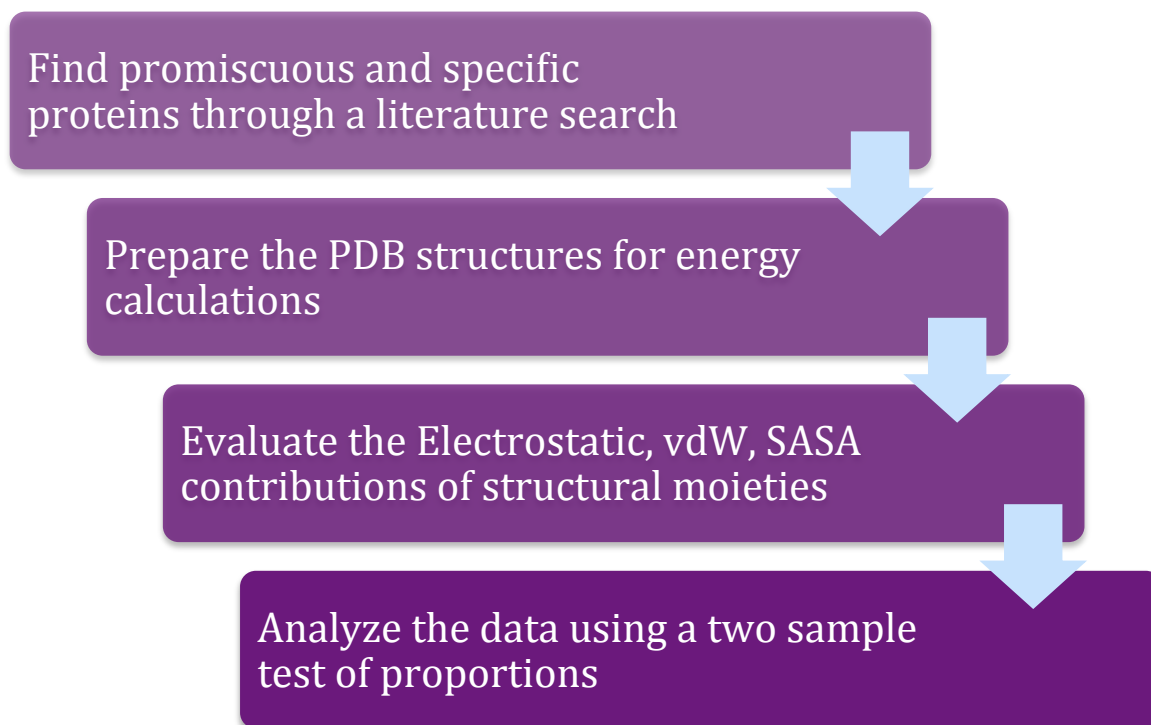 Find promiscuous and specific
proteins through a literature search
Prepare the PDB structures for energy
calculations
Evaluate the Electrostatic, vdW, SASA
contributions of structural moieties
Analyze the data using a two sample
test of proportions